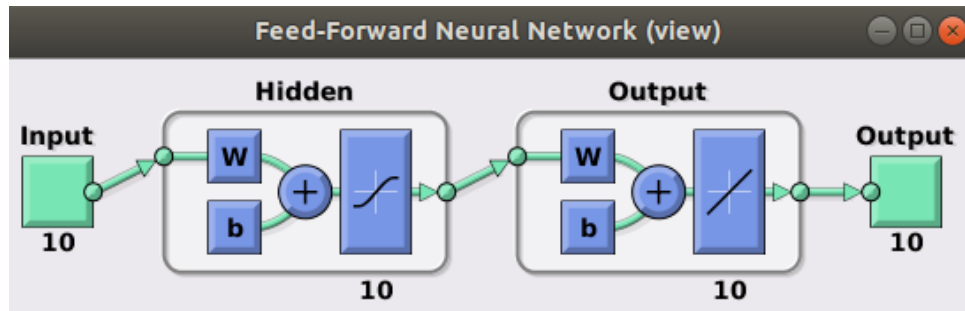 Feed-Forward Neural Network (view)
Hidden
Output
Input
Output
W
W
+
+
b
b
10
10
10
10